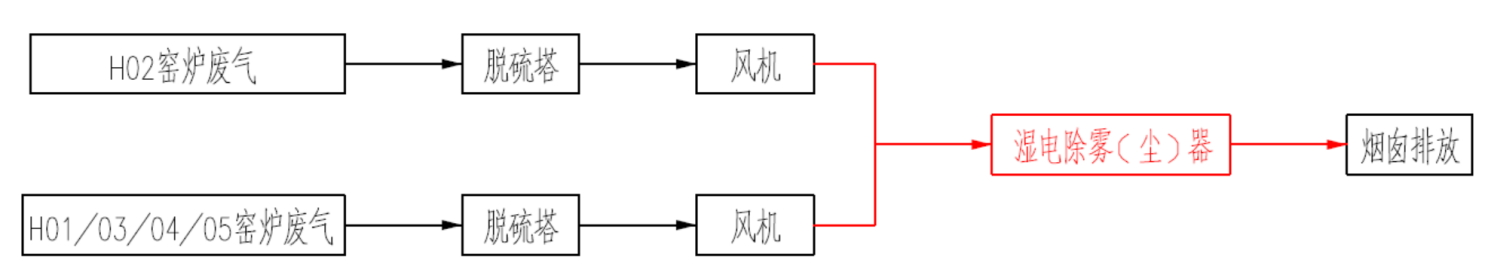 H02窑炉废气
脱硫塔
风机
湿电除雾(尘)器
烟囱排放
H01/03/04/05窑炉废气
脱硫塔
风机